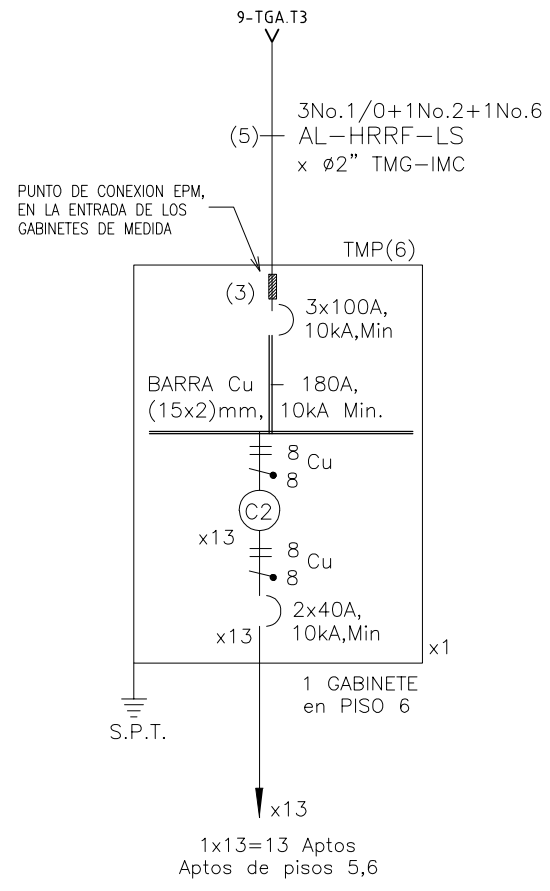 9-TGA.T3
3No.1/0+1No.2+1No.6
(5) AL-HRRF-LS
x Ø2" TMG-IMC
PUNTO DE CONEXION EPM,
EN LA ENTRADA DE LOS
GABINETES DE MEDIDA
TMP(6)
(3)
3x100A,
10kA,Min
BARRA Cu 180A,
(15x2)mm, 10kA Min.
8
Cu
8
C2
x13
8
Cu
8
2x40A,
10kA,Min
x13
x1
1 GABINETE
en PISO 6
S.P.T.
x13
1x13=13 Aptos
Aptos de pisos 5,6